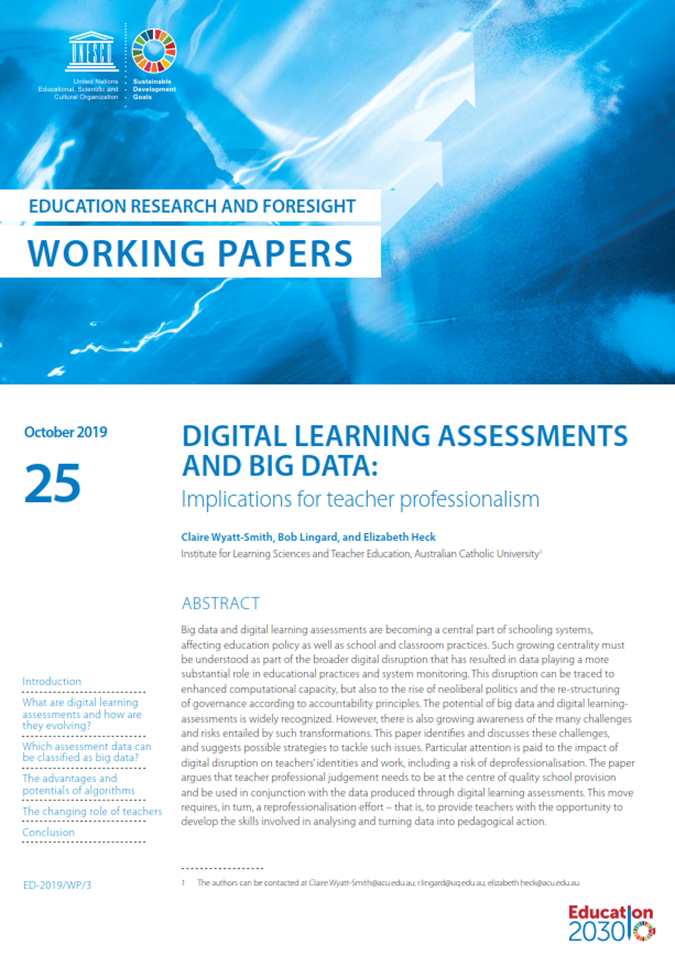 United Nations
Educational, Scientific and
Cultural Organization
Sustainable
Development
Goals
EDUCATION RESEARCH AND FORESIGHT
WORKING PAPERS
October 2019
25
DIGITAL LEARNING ASSESSMENTS
AND BIG DATA:
Implications for teacher professionalism
Claire Wyatt-Smith, Bob Lingard, and Elizabeth Heck
Institute for Learning Sciences and Teacher Education, Australian Catholic University¹
ABSTRACT
Big data and digital learning assessments are becoming a central part of schooling systems,
affecting education policy as well as school and classroom practices. Such growing centrality must
be understood as part of the broader digital disruption that has resulted in data playing a more
substantial role in educational practices and system monitoring. This disruption can be traced to
enhanced computational capacity, but also to the rise of neoliberal politics and the re-structuring
of governance according to accountability principles. The potential of big data and digital learning-
assessments is widely recognized. However, there is also growing awareness of the many challenges
and risks entailed by such transformations. This paper identifies and discusses these challenges,
and suggests possible strategies to tackle such issues. Particular attention is paid to the impact of
digital disruption on teachers' identities and work, including a risk of deprofessionalisation. The paper
argues that teacher professional judgement needs to be at the centre of quality school provision
and be used in conjunction with the data produced through digital learning assessments. This move
requires, in turn, a reprofessionalisation effort – that is, to provide teachers with the opportunity to
develop the skills involved in analysing and turning data into pedagogical action.
Introduction
What are digital learning
assessments and how are
they evolving?
Which assessment data can
be classified as big data?
The advantages and
potentials of algorithms
The changing role of teachers
Conclusion
ED-2019/WP/3
1 The authors can be contacted at Claire.Wyatt-Smith@acu.edu.au; r.lingard@uq.edu.au; elizabeth.heck@acu.edu.au
Education
2030